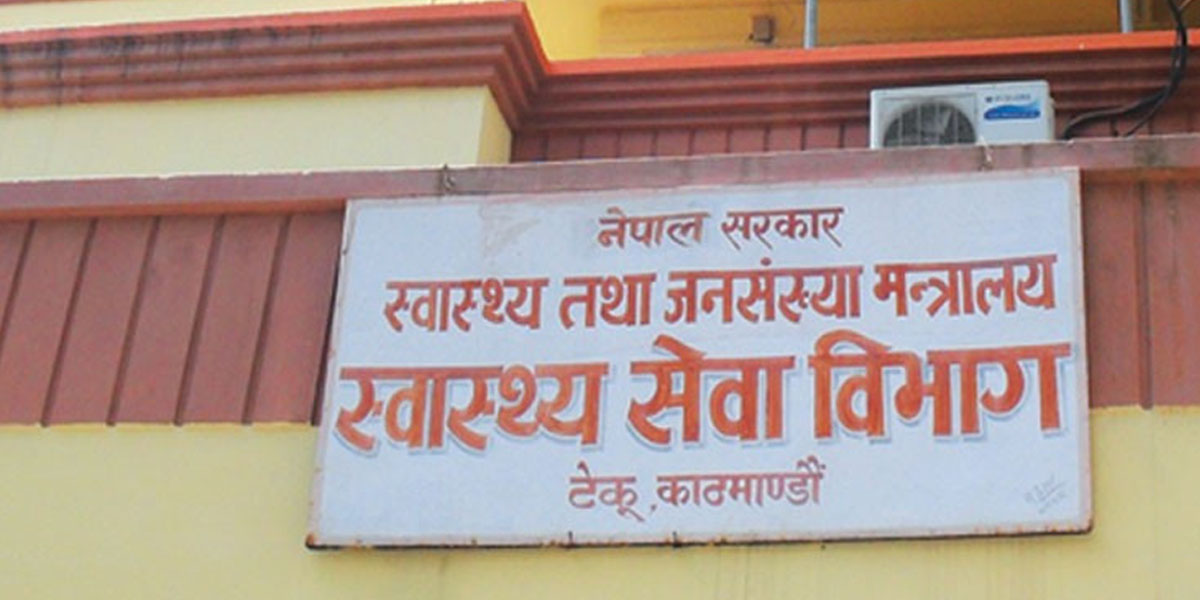 नेपाल सरकार
स्वास्थ्य तथा जनसंख्या मन्त्रालय
स्वास्थ्य सेवा विभाग
टेकू, काठमाण्डौं